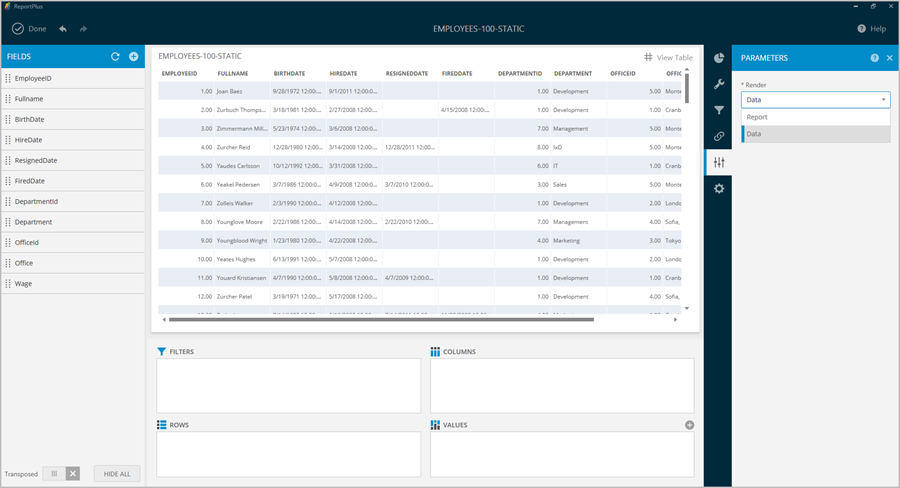 ReportPlus
Done
EMPLOYEES-100-STATIC
Help
FIELDS
EmployeeID
Fullname
BirthDate
HireDate
ResignedDate
FiredDate
DepartmentId
Department
OfficeId
Office
Wage
Transposed
HIDE ALL
EMPLOYEES-100-STATIC
View Table
EMPLOYEEID FULLNAME BIRTHDATE HIREDATE RESIGNEDDATE FIREDDATE DEPARTMENTID DEPARTMENT OFFICEID OFFIC
1.00 Joan Baez 9/28/1972 12:00:... 9/1/2011 12:00:0... 1.00 Development 5.00 Monte
2.00 Zurbuch Thomps... 3/18/1981 12:00:... 2/27/2008 12:00:... 4/15/2008 12:00:... 1.00 Development 1.00 Cranb
3.00 Zimmermann Mill... 5/23/1974 12:00:... 3/6/2008 12:00:0... 7.00 Management 5.00 Monte
4.00 Zurcher Reid 12/28/1980 12:0... 3/14/2008 12:00:... 12/28/2011 12:0... 8.00 IxD 5.00 Monte
5.00 Yaudes Carlsson 10/12/1992 12:0... 3/31/2008 12:00:... 6.00 IT 1.00 Cranb
6.00 Yeakel Pedersen 3/7/1986 12:00:0... 4/9/2008 12:00:0... 3/7/2010 12:00:0... 3.00 Sales 5.00 Monte
7.00 Zolleis Walker 2/3/1990 12:00:0... 4/12/2008 12:00:... 1.00 Development 2.00 Londo
8.00 Younglove Moore 2/22/1986 12:00:... 4/14/2008 12:00:... 2/22/2010 12:00:... 7.00 Management 4.00 Sofia,
9.00 Youngblood Wright 1/23/1980 12:00:... 4/22/2008 12:00:... 4.00 Marketing 3.00 Tokyo
10.00 Yeates Hughes 6/13/1991 12:00:... 5/7/2008 12:00:0... 1.00 Development 2.00 Londo
11.00 Youard Kristiansen 4/7/1990 12:00:0... 5/8/2008 12:00:0... 4/7/2009 12:00:0... 1.00 Development 1.00 Cranb
12.00 Zurcher Patel 3/19/1971 12:00:... 5/17/2008 12:00:... 1.00 Development 4.00 Sofia,
FILTERS
COLUMNS
ROWS
VALUES
PARAMETERS
* Render
Data
Report
Data